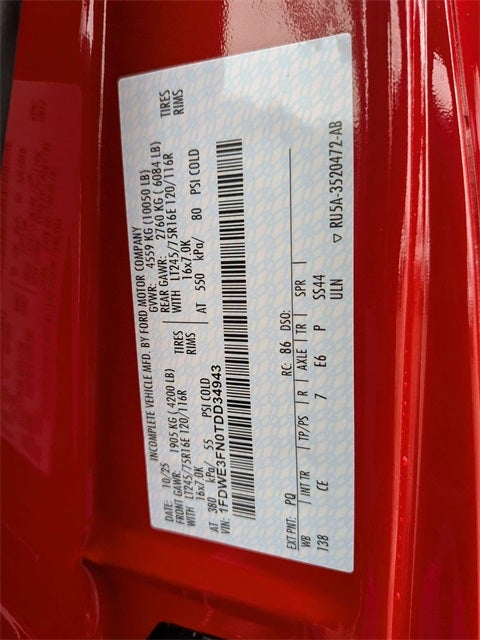 INCOMPLETE VEHICLE MFD. BY FORD MOTOR COMPANY
DATE: 10/25 GVWR: 4559 KG (10050 LB)
FRONT GAWR: 1905 KG (4200 LB) REAR GAWR: 2760 KG (6084 LB)
WITH LT245/75R16E 120/116R TIRES WITH LT245/75R16E 120/116R TIRES
16x7.0K RIMS 16x7.0K RIMS
AT 380 kPa/ 55 PSI COLD AT 550 kPa/ 80 PSI COLD
VIN: 1FDWE3FN0TDD34943
EXT PNT: PQ RC: 86 DSO:
WB INT TR TP/PS R AXLE TR SPR
138 CE 7 E6 P SS44
ULN
▽ RU5A-3520472-AB